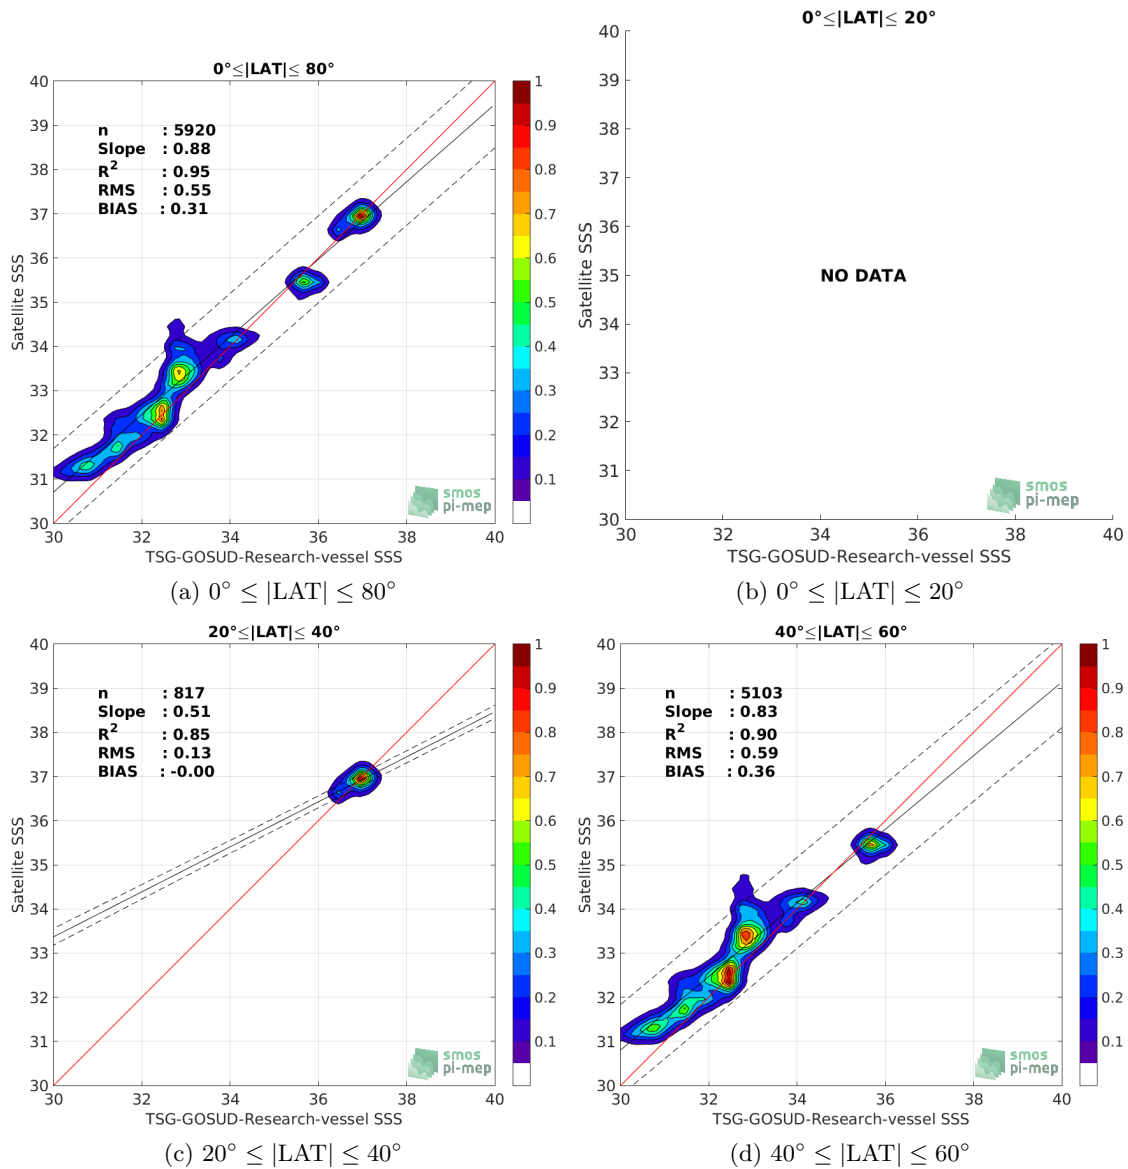 0°≤|LAT|≤ 80°
40
39
38
37
36
35
34
33
32
31
30
Satellite SSS
n : 5920
Slope : 0.88
R2 : 0.95
RMS : 0.55
BIAS : 0.31
1
0.9
0.8
0.7
0.6
0.5
0.4
0.3
0.2
0.1
smos
pi-mep
30 32 34 36 38 40
TSG-GOSUD-Research-vessel SSS
(a) 0° ≤ |LAT| ≤ 80°
0°≤|LAT|≤ 20°
40
39
38
37
36
35
34
33
32
31
30
Satellite SSS
NO DATA
smos
pi-mep
30 32 34 36 38 40
TSG-GOSUD-Research-vessel SSS
(b) 0° ≤ |LAT| ≤ 20°
20°≤|LAT|≤ 40°
40
39
38
37
36
35
34
33
32
31
30
Satellite SSS
n : 817
Slope : 0.51
R2 : 0.85
RMS : 0.13
BIAS : -0.00
1
0.9
0.8
0.7
0.6
0.5
0.4
0.3
0.2
0.1
smos
pi-mep
30 32 34 36 38 40
TSG-GOSUD-Research-vessel SSS
(c) 20° ≤ |LAT| ≤ 40°
40°≤|LAT|≤ 60°
40
39
38
37
36
35
34
33
32
31
30
Satellite SSS
n : 5103
Slope : 0.83
R2 : 0.90
RMS : 0.59
BIAS : 0.36
1
0.9
0.8
0.7
0.6
0.5
0.4
0.3
0.2
0.1
smos
pi-mep
30 32 34 36 38 40
TSG-GOSUD-Research-vessel SSS
(d) 40° ≤ |LAT| ≤ 60°